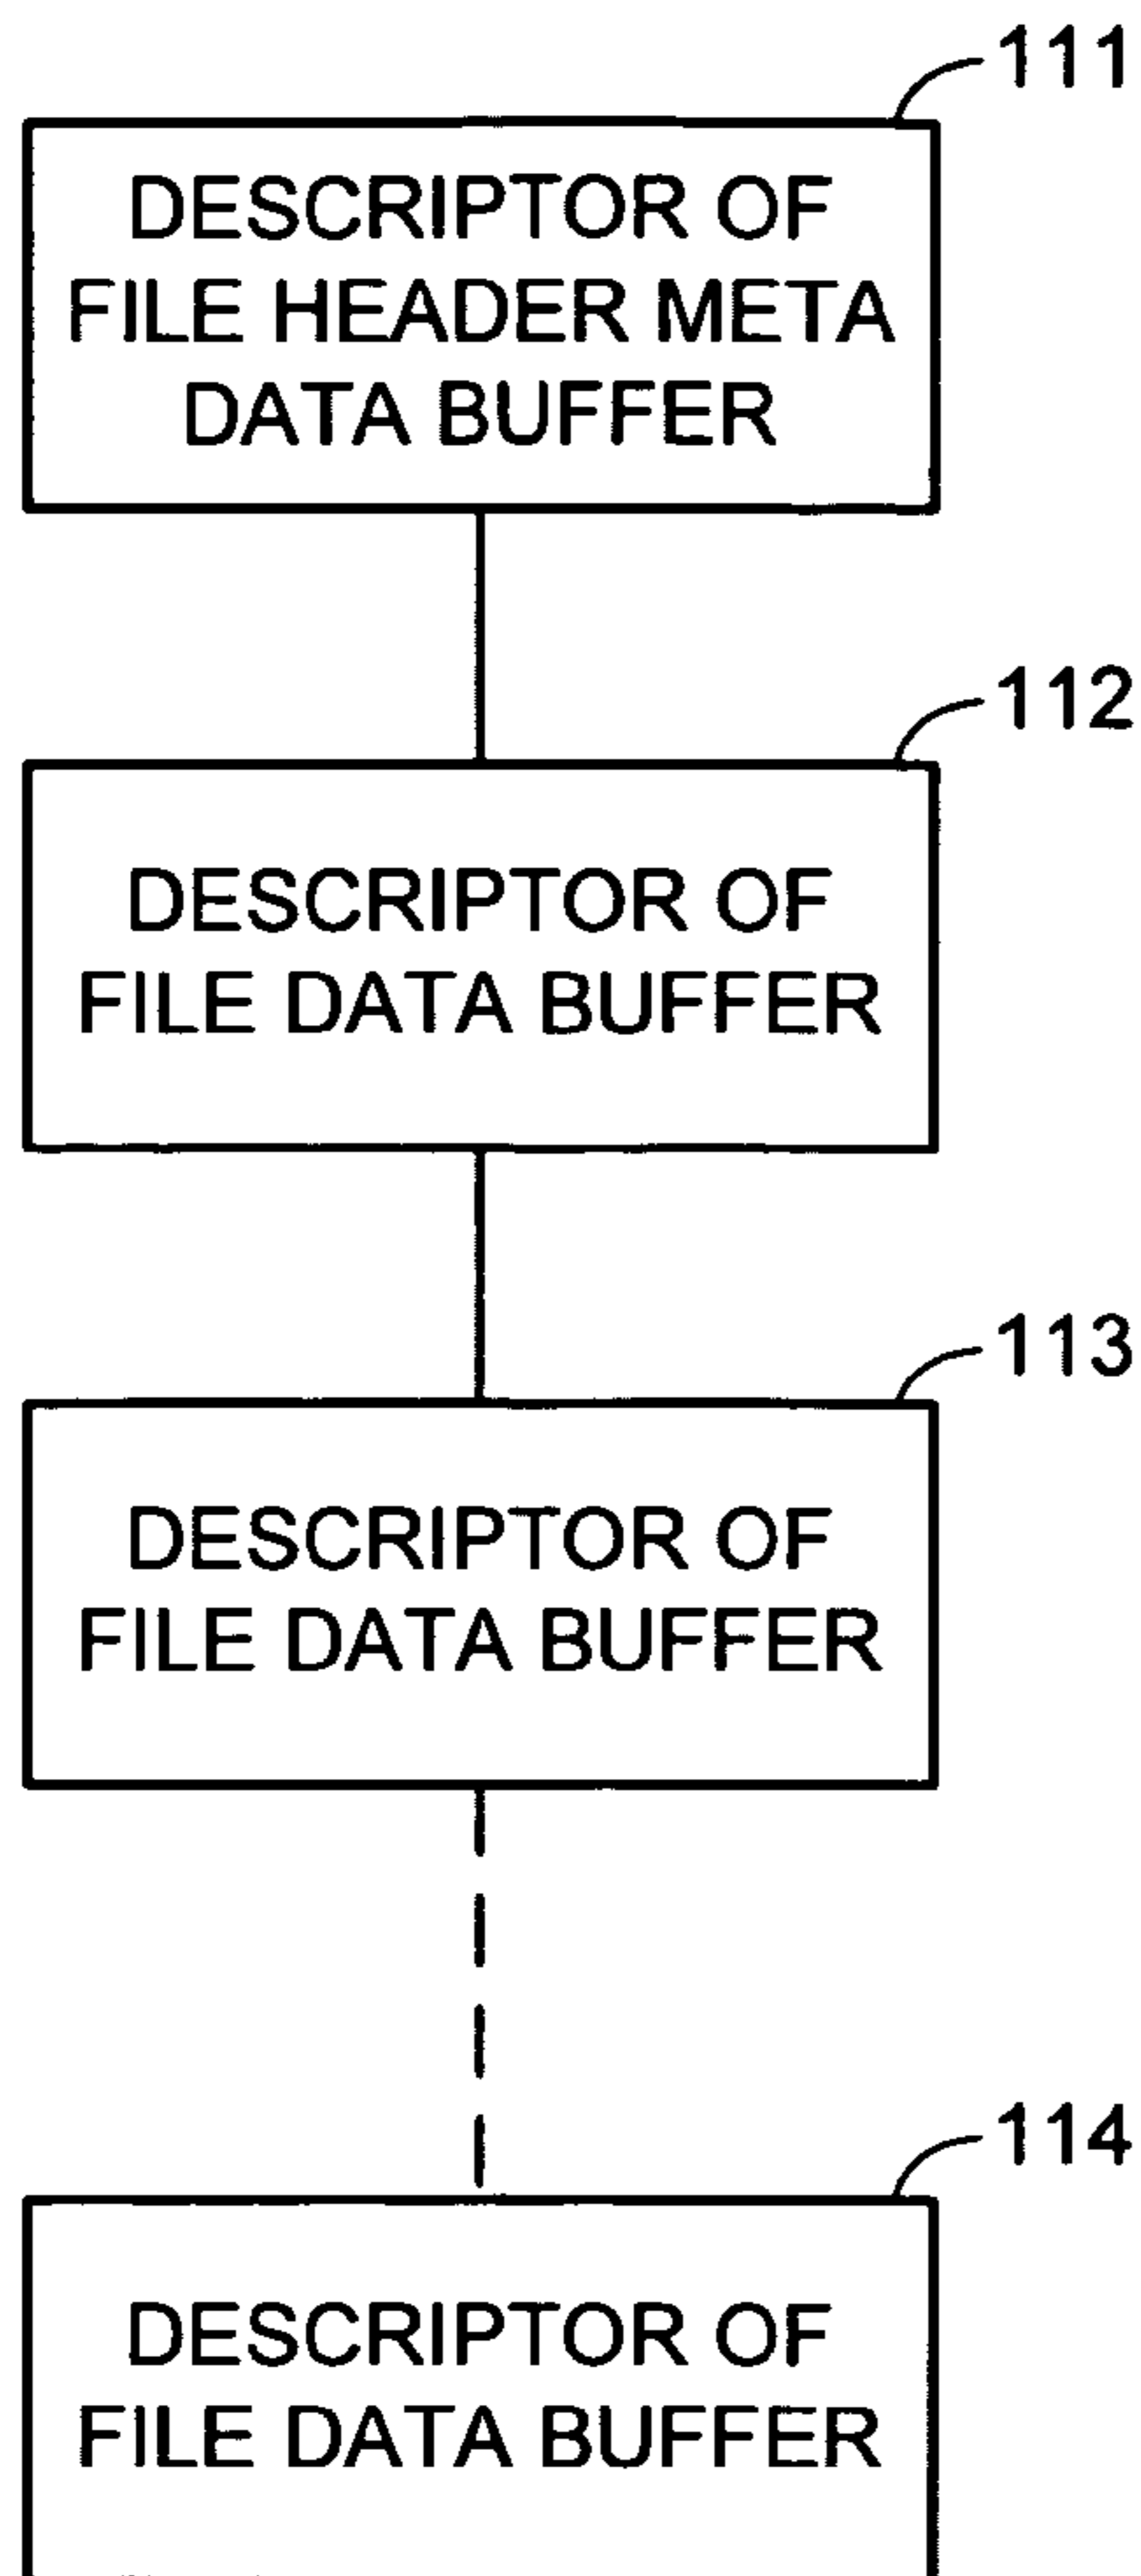 111
DESCRIPTOR OF
FILE HEADER META
DATA BUFFER
112
DESCRIPTOR OF
FILE DATA BUFFER
113
DESCRIPTOR OF
FILE DATA BUFFER
114
DESCRIPTOR OF
FILE DATA BUFFER